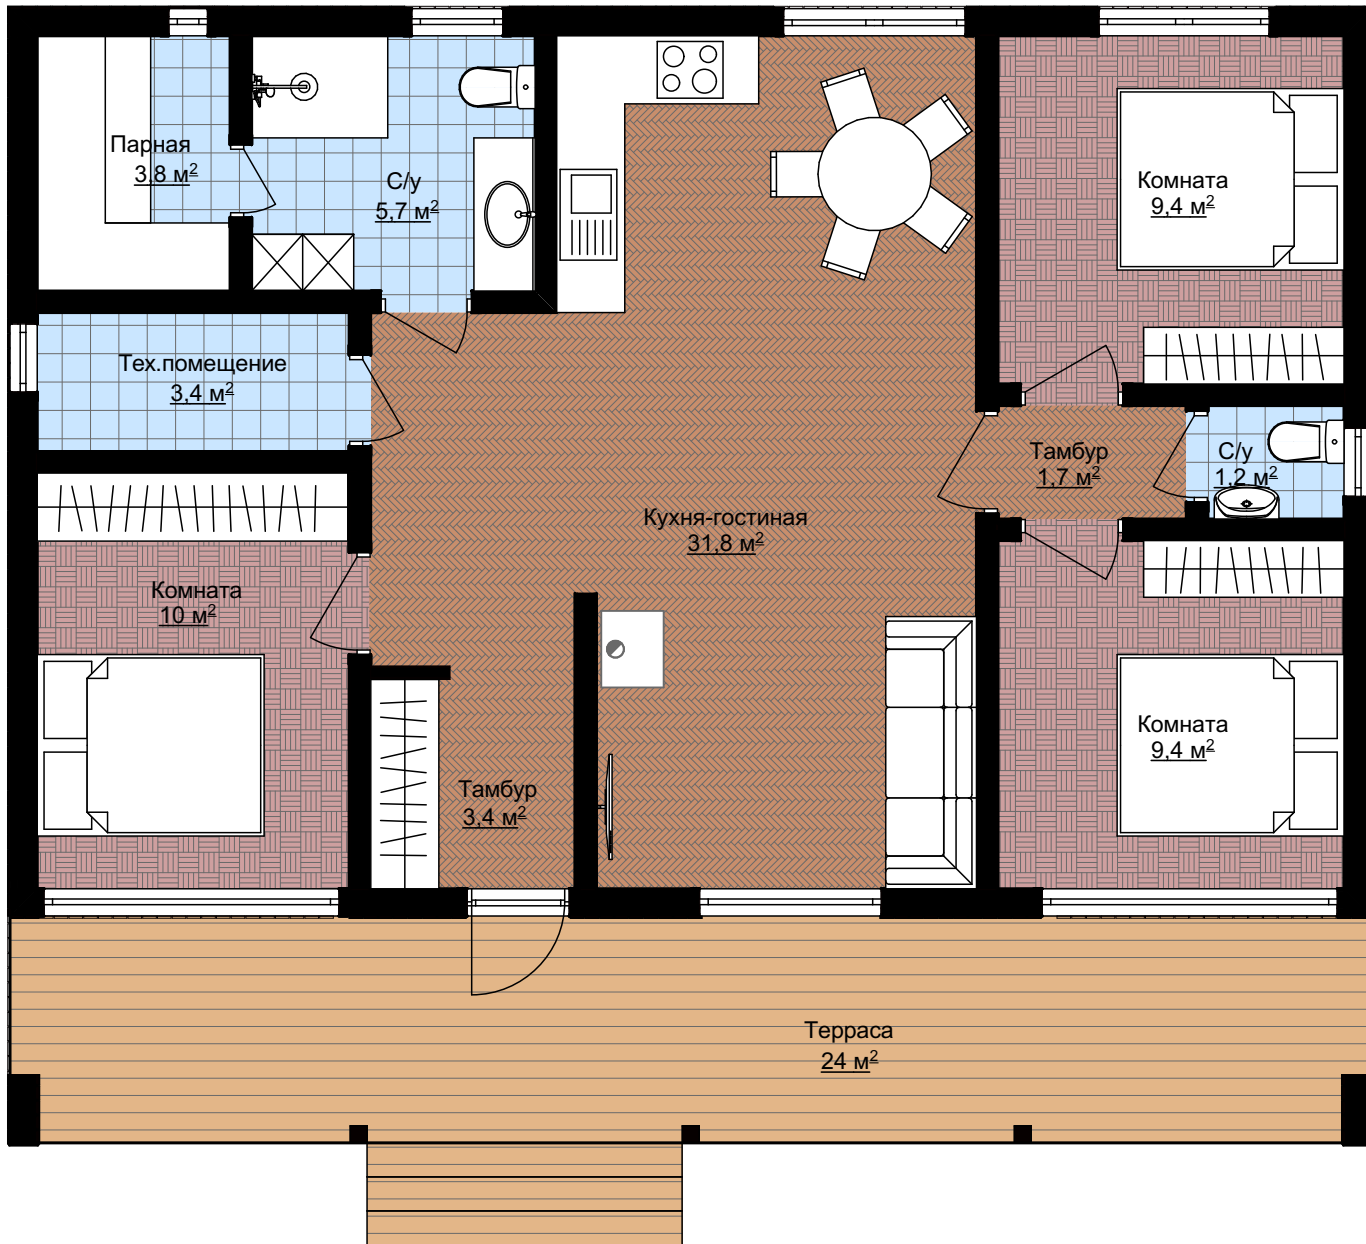 Парная
3,8 м²
С/у
5,7 м²
Комната
9,4 м²
Тех.помещение
3,4 м²
Тамбур
1,7 м²
С/у
1,2 м²
Кухня-гостиная
31,8 м²
Комната
10 м²
Комната
9,4 м²
Тамбур
3,4 м²
Терраса
24 м²